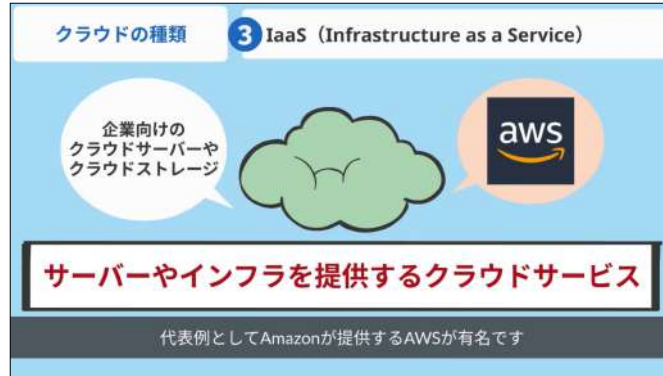 クラウドの種類
3 IaaS（Infrastructure as a Service）
企業向けの
クラウドサーバーや
クラウドストレージ
aws
サーバーやインフラを提供するクラウドサービス
代表例としてAmazonが提供するAWSが有名です